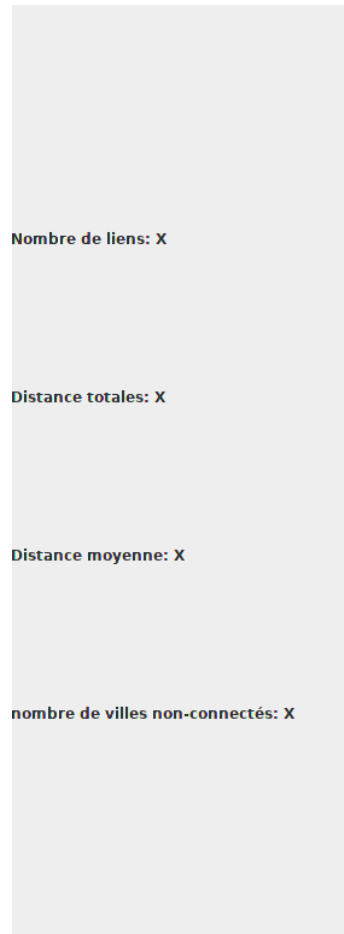 Nombre de liens: X
Distance totales: X
Distance moyenne: X
nombre de villes non-connectés: X